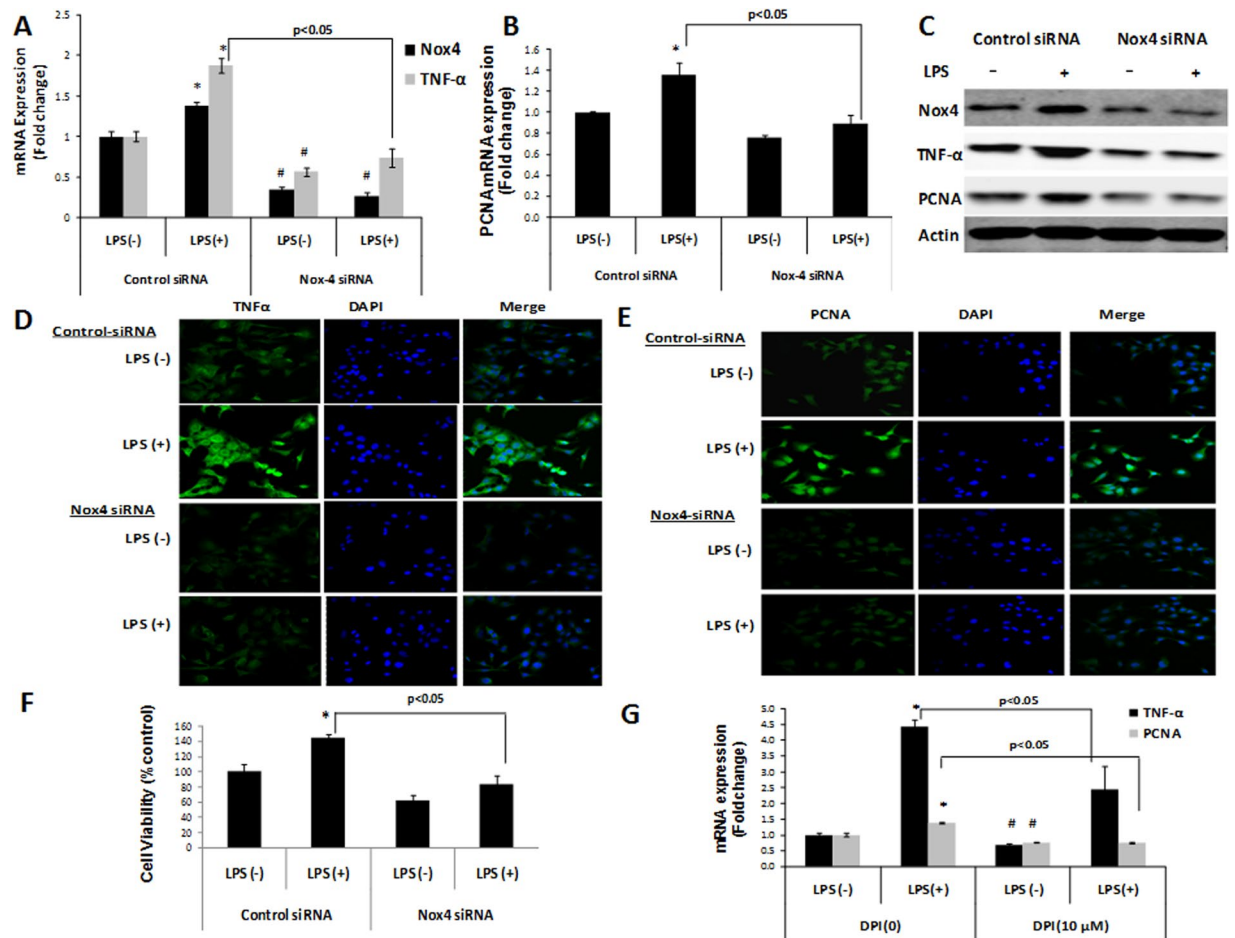 A
mRNA Expression
(Fold change)
2.5
2
1.5
1
0.5
0
p<0.05
Nox4
TNF-α
*
*
#
#
#
LPS(-)
LPS(+)
LPS(-)
LPS(+)
Control siRNA
Nox-4 siRNA
B
PCNAmRNA expression
(Fold change)
1.6
1.4
1.2
1.0
0.8
0.6
0.4
0.2
0.0
p<0.05
*
LPS(-)
LPS(+)
LPS(-)
LPS(+)
Control siRNA
Nox-4 siRNA
C
Control siRNA Nox4 siRNA
LPS - + - +
Nox4
TNF-α
PCNA
Actin
D
TNFα DAPI Merge
Control-siRNA
LPS (-)
LPS (+)
Nox4 siRNA
LPS (-)
LPS (+)
E
PCNA DAPI Merge
Control-siRNA
LPS (-)
LPS (+)
Nox4-siRNA
LPS (-)
LPS (+)
F
Cell Viability (% control)
160
140
120
100
80
60
40
20
0
p<0.05
*
LPS (-)
LPS (+)
LPS (-)
LPS (+)
Control siRNA
Nox4 siRNA
G
mRNA expression
(Foldchange)
5.0
4.5
4.0
3.5
3.0
2.5
2.0
1.5
1.0
0.5
0.0
p<0.05
p<0.05
TNF-α
PCNA
*
*
# #
LPS(-)
LPS(+)
LPS (-)
LPS(+)
DPI(0)
DPI(10 μM)